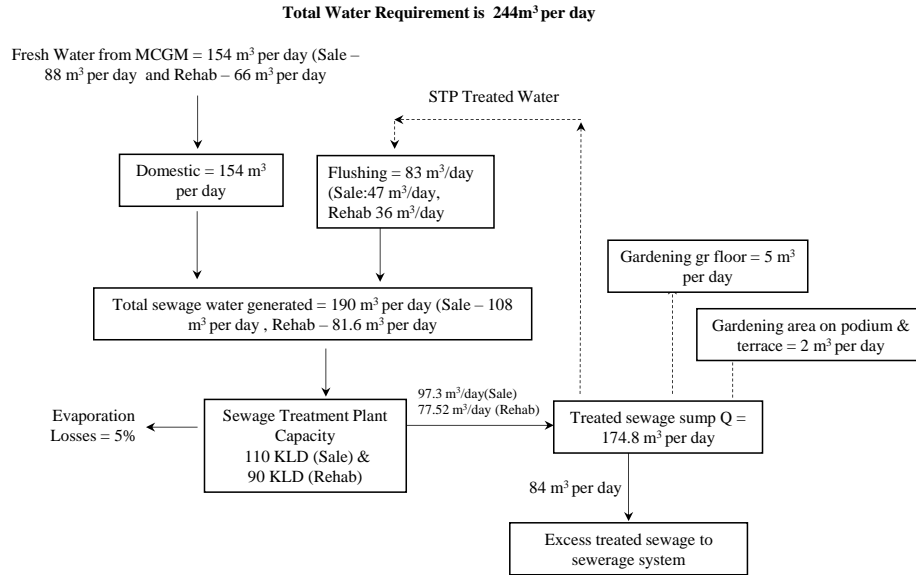 Total Water Requirement is 244m³ per day
Fresh Water from MCGM = 154 m³ per day (Sale –
88 m³ per day and Rehab – 66 m³ per day
STP Treated Water
Domestic = 154 m³
per day
Flushing = 83 m³/day
(Sale:47 m³/day,
Rehab 36 m³/day
Gardening gr floor = 5 m³
per day
Total sewage water generated = 190 m³ per day (Sale – 108
m³ per day , Rehab – 81.6 m³ per day
Gardening area on podium &
terrace = 2 m³ per day
97.3 m³/day(Sale)
77.52 m³/day (Rehab)
Evaporation
Losses = 5%
Sewage Treatment Plant
Capacity
110 KLD (Sale) &
90 KLD (Rehab)
Treated sewage sump Q =
174.8 m³ per day
84 m³ per day
Excess treated sewage to
sewerage system